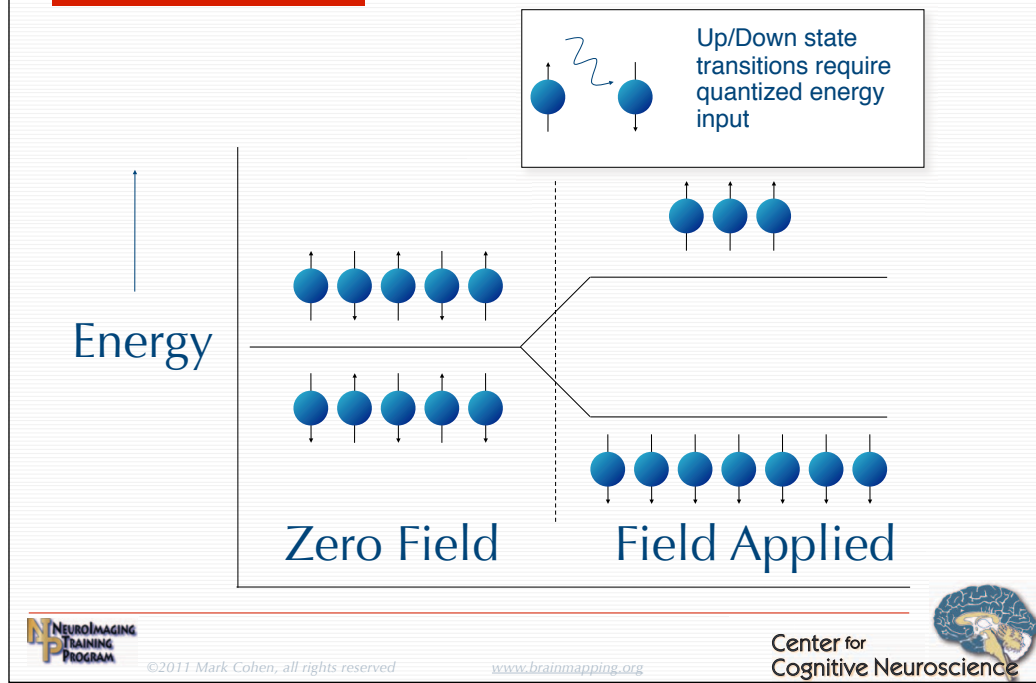 Up/Down state
transitions require
quantized energy
input
Energy
Zero Field
Field Applied
NEUROIMAGING
TRAINING
PROGRAM
©2011 Mark Cohen, all rights reserved
www.brainmapping.org
Center for
Cognitive Neuroscience